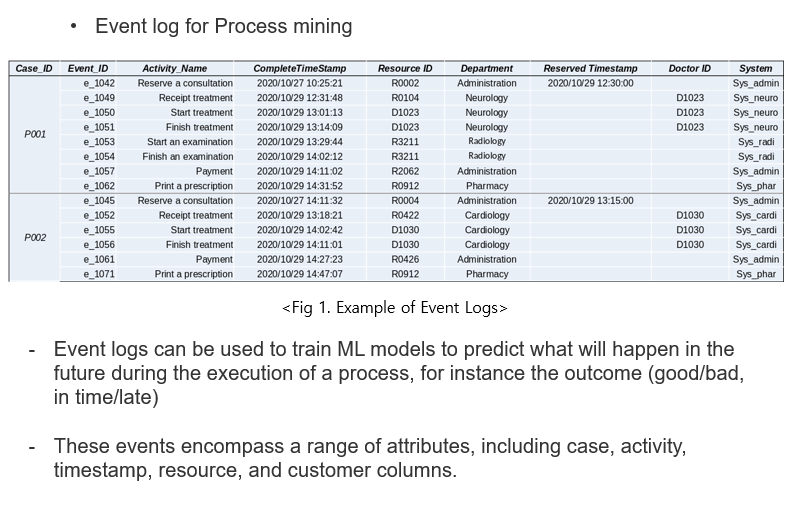 • Event log for Process mining
Case_ID Event_ID Activity_Name CompleteTimeStamp Resource ID Department Reserved Timestamp Doctor ID System
e_1042 Reserve a consultation 2020/10/27 10:25:21 R0002 Administration 2020/10/29 12:30:00 Sys_admin
e_1049 Receipt treatment 2020/10/29 12:31:48 R0104 Neurology D1023 Sys_neuro
e_1050 Start treatment 2020/10/29 13:01:13 D1023 Neurology D1023 Sys_neuro
e_1051 Finish treatment 2020/10/29 13:14:09 D1023 Neurology D1023 Sys_neuro
P001
e_1053 Start an examination 2020/10/29 13:29:44 R3211 Radiology Sys_radi
e_1054 Finish an examination 2020/10/29 14:02:12 R3211 Radiology Sys_radi
e_1057 Payment 2020/10/29 14:11:02 R2062 Administration Sys_admin
e_1062 Print a prescription 2020/10/29 14:31:52 R0912 Pharmacy Sys_phar
e_1045 Reserve a consultation 2020/10/27 14:11:32 R0004 Administration 2020/10/29 13:15:00 Sys_admin
e_1052 Receipt treatment 2020/10/29 13:18:21 R0422 Cardiology D1030 Sys_cardi
e_1055 Start treatment 2020/10/29 14:02:42 D1030 Cardiology D1030 Sys_cardi
P002
e_1056 Finish treatment 2020/10/29 14:11:01 D1030 Cardiology D1030 Sys_cardi
e_1061 Payment 2020/10/29 14:27:23 R0426 Administration Sys_admin
e_1071 Print a prescription 2020/10/29 14:47:07 R0912 Pharmacy Sys_phar
<Fig 1. Example of Event Logs>
- Event logs can be used to train ML models to predict what will happen in the
future during the execution of a process, for instance the outcome (good/bad,
in time/late)
- These events encompass a range of attributes, including case, activity,
timestamp, resource, and customer columns.